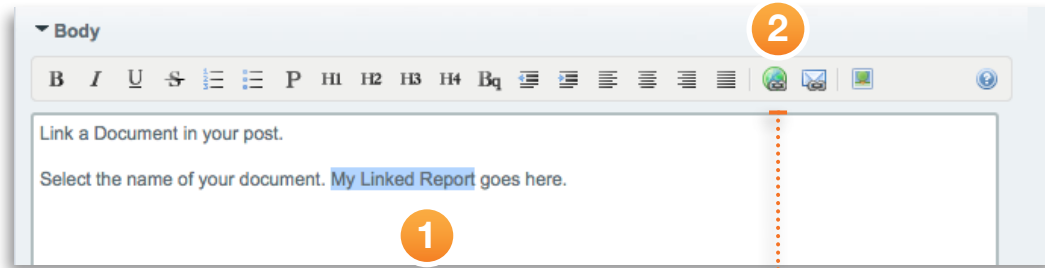 Body
2
B I U S P H1 H2 H3 H4 Bq
Link a Document in your post.
Select the name of your document. My Linked Report goes here.
1